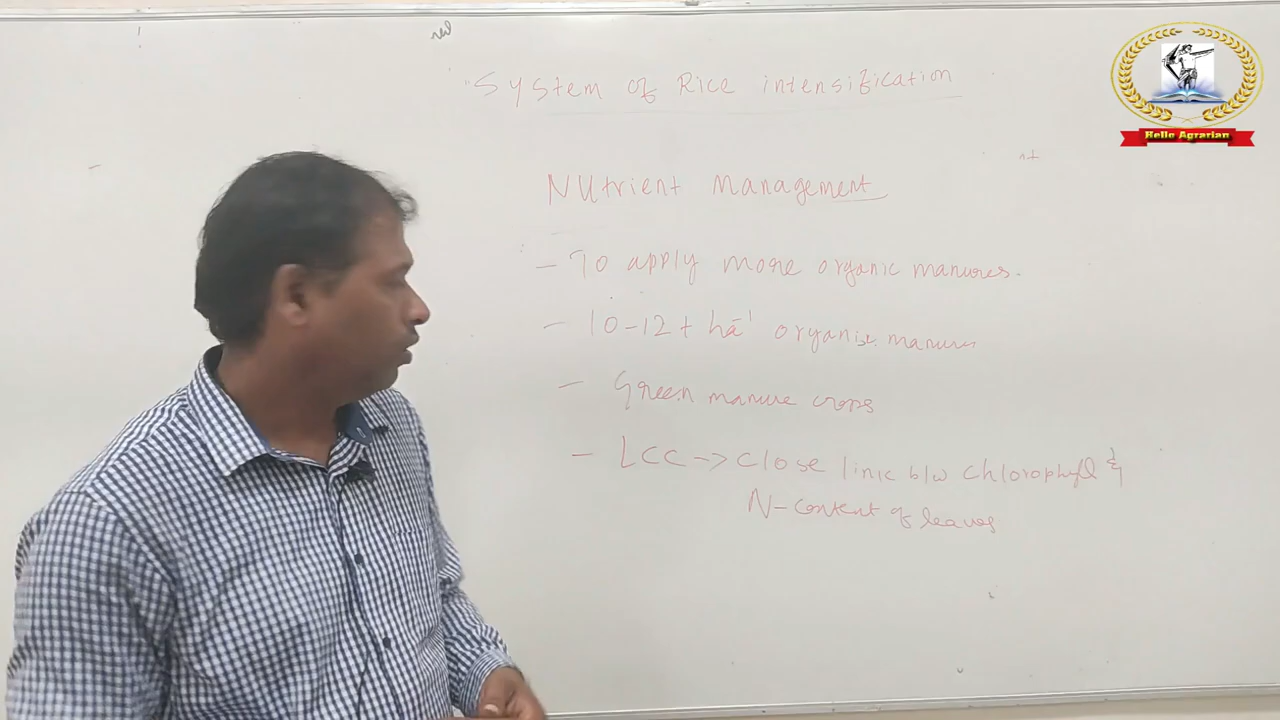 System of Rice intensification
Hello Agrarian
Nutrient Management
- To apply more organic manures.
- 10-12 t ha⁻¹ organic manures
- Green manure crops
- LCC → close link b/w chlorophyll &
N-content of leaves